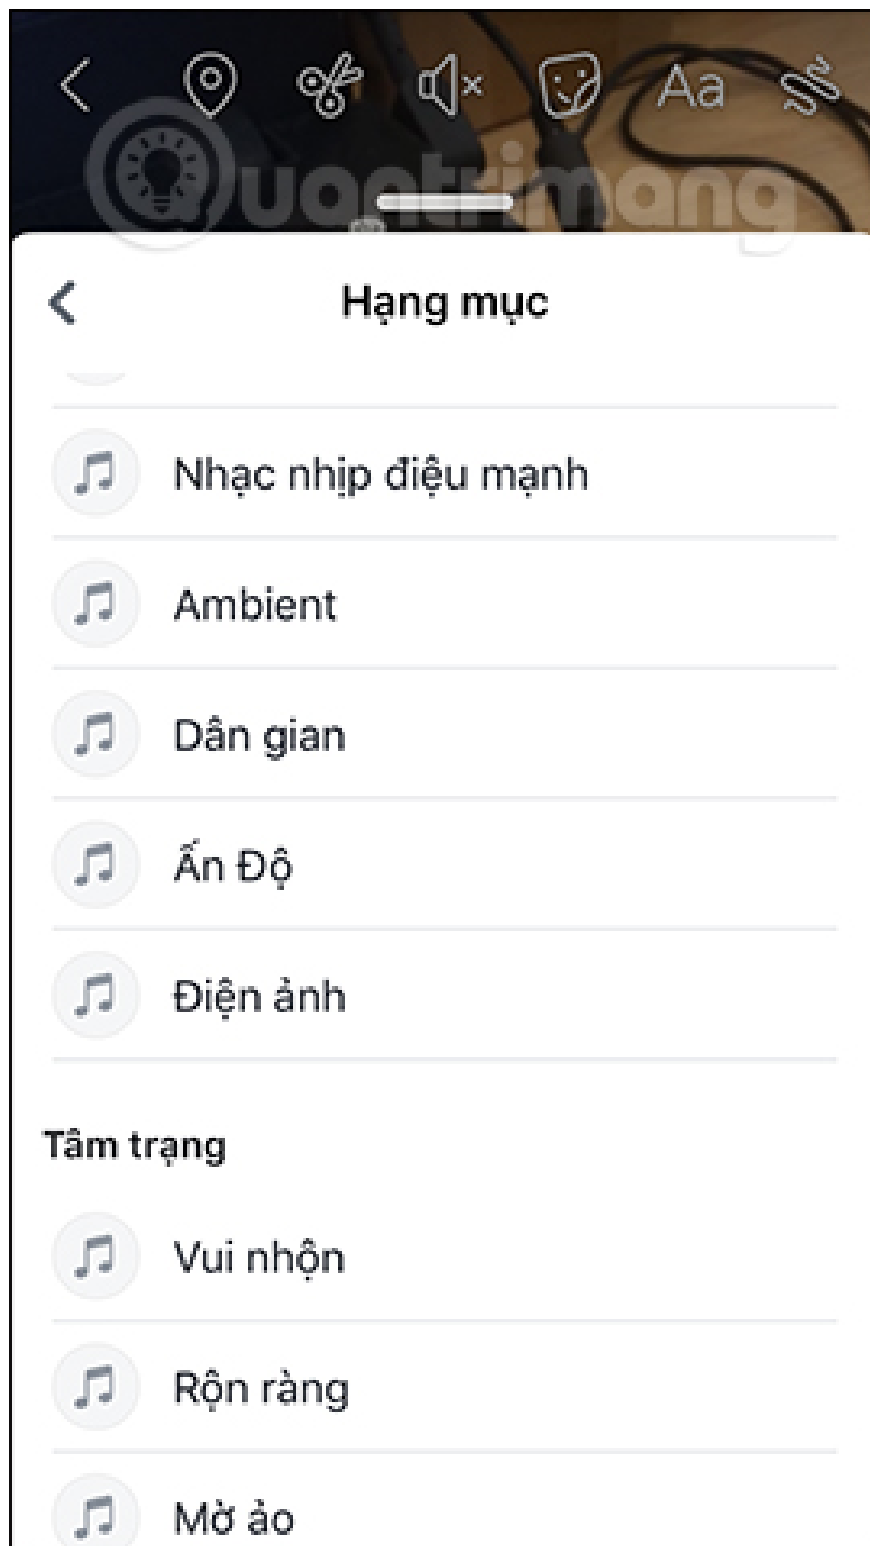 Aa
Quantrimang
Hạng mục
Nhạc nhịp điệu mạnh
Ambient
Dân gian
Ấn Độ
Điện ảnh
Tâm trạng
Vui nhộn
Rộn ràng
Mờ ảo